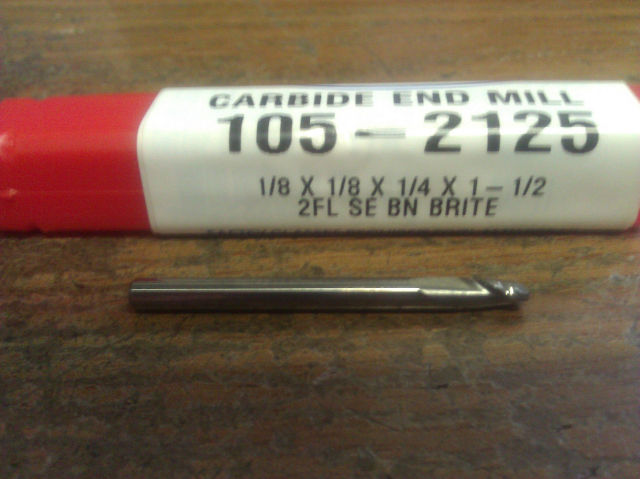 CARBIDE END MILL
105-2125
1/8 X 1/8 X 1/4 X 1-1/2
2FL SE BN BRITE